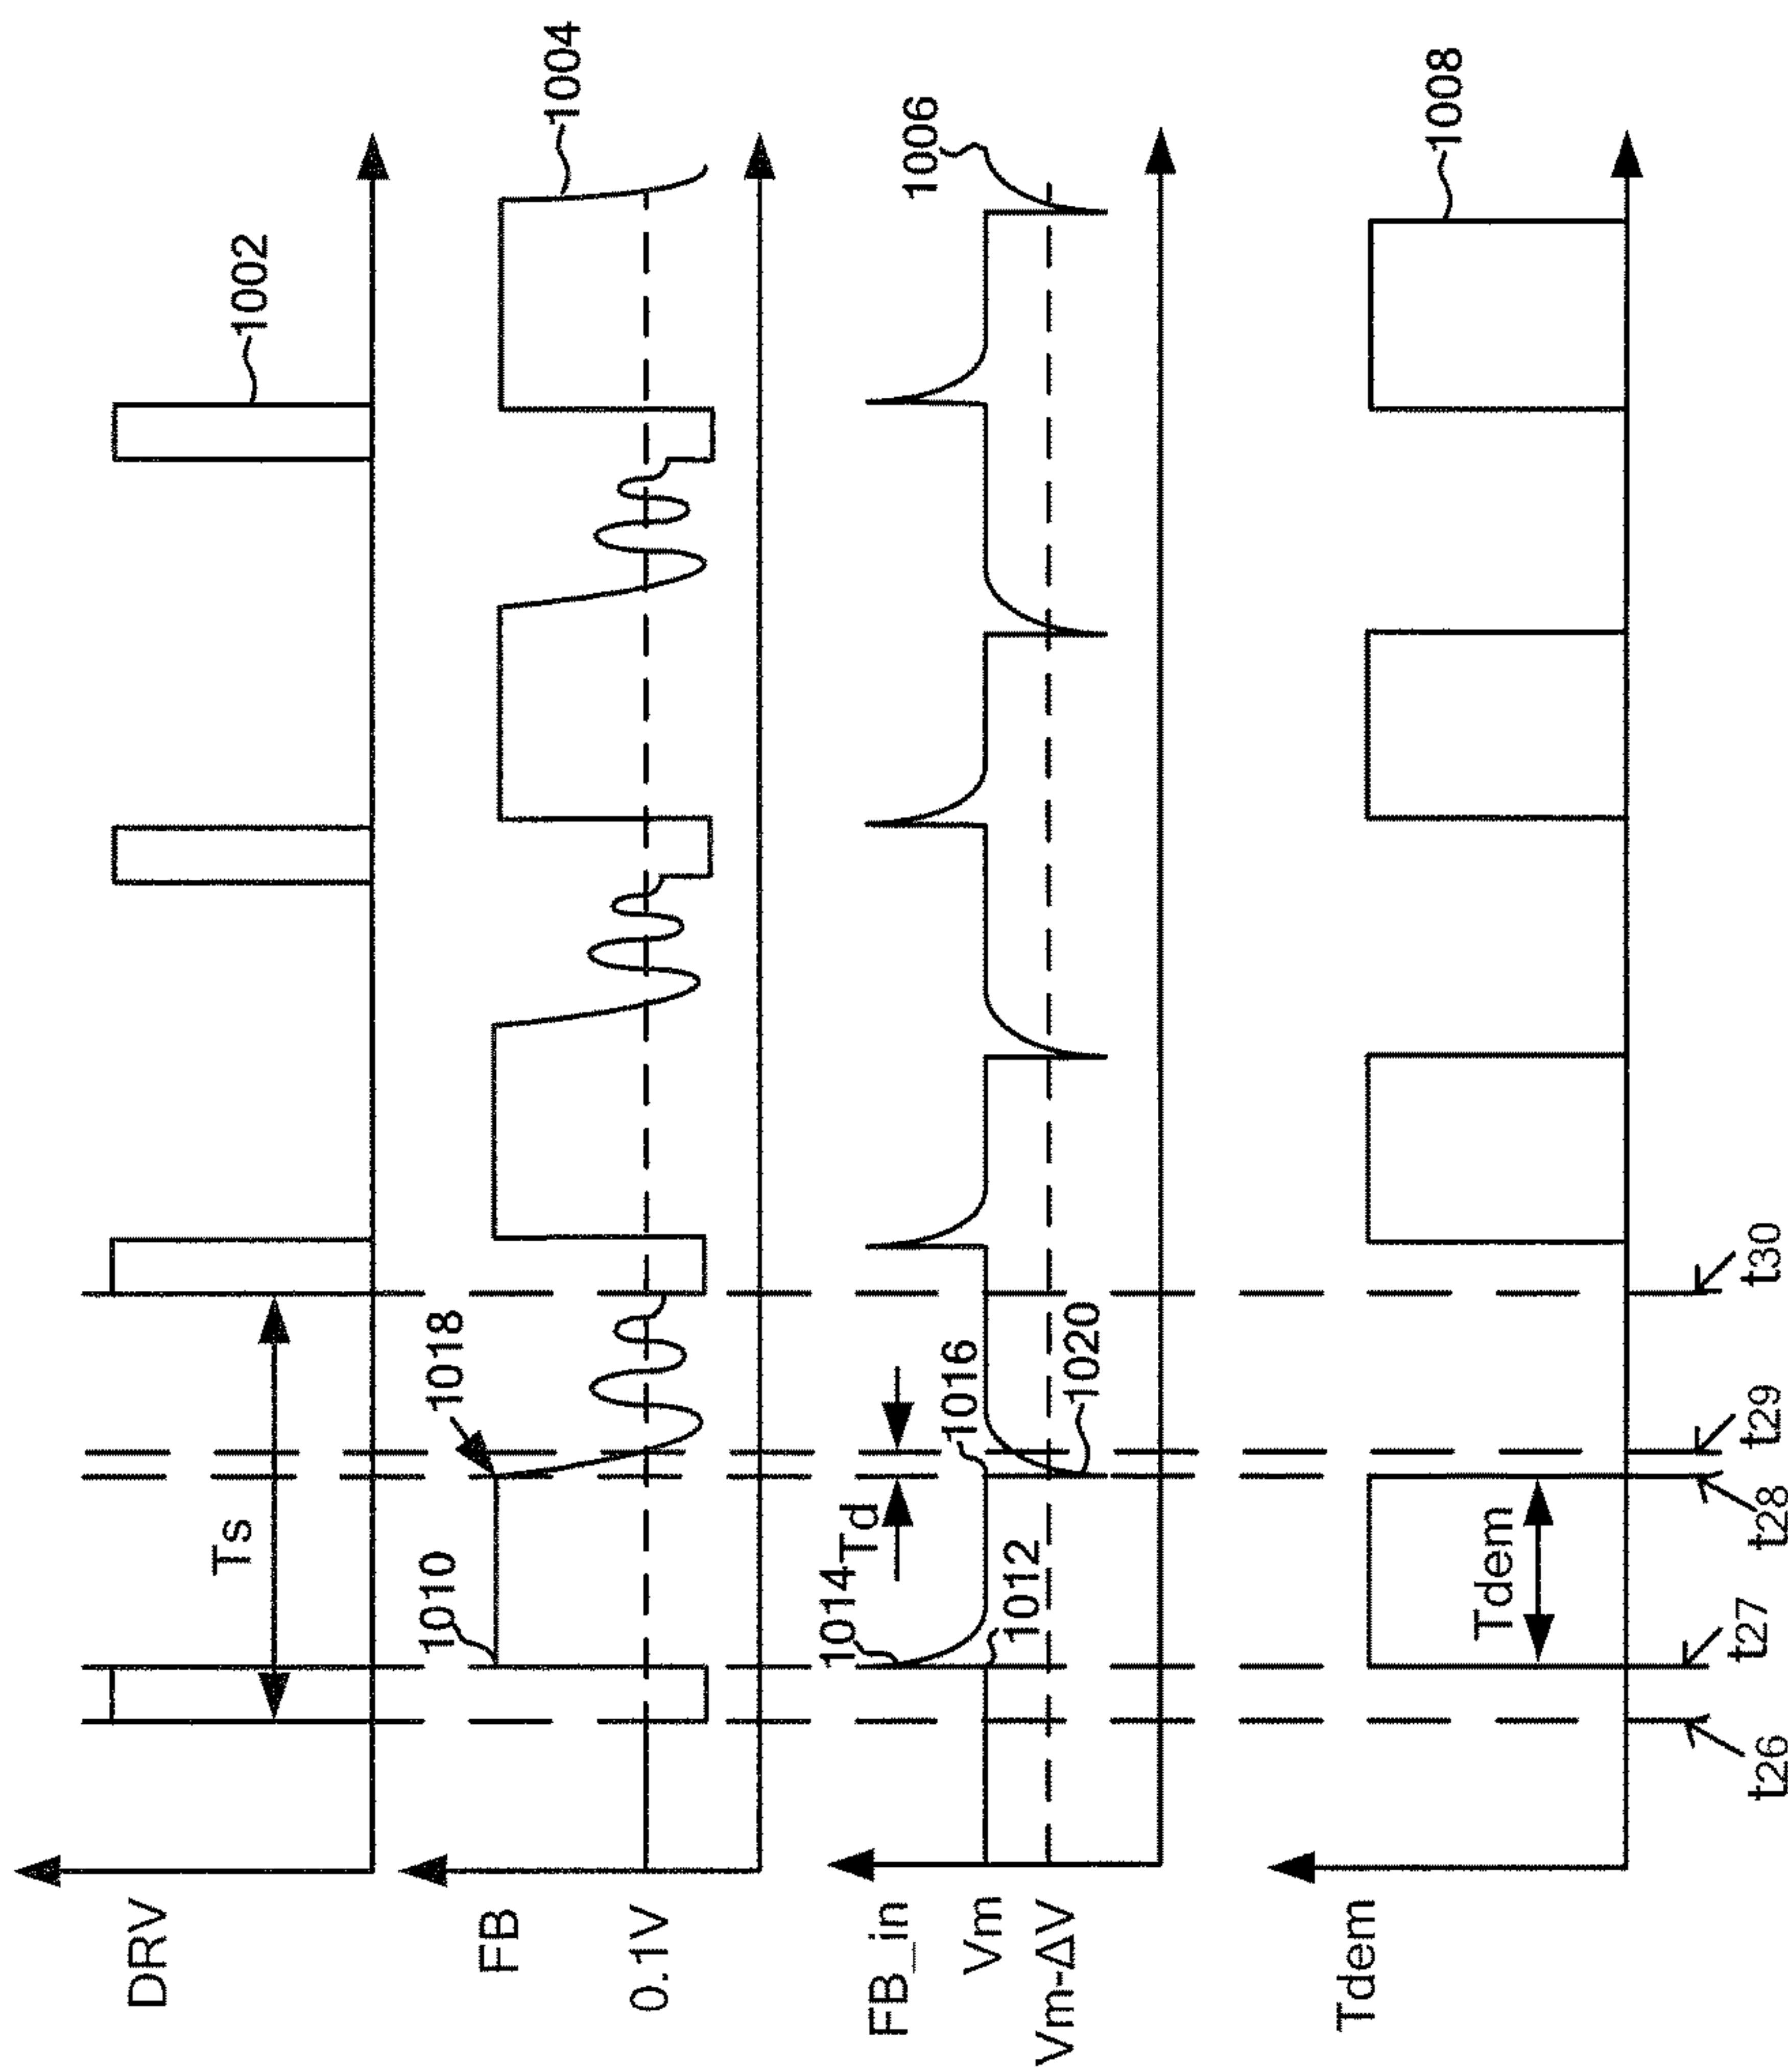 DRV
1002
Ts
FB
0.1V
1010
1018
1004
FB_in
Vm
Vm-ΔV
1014
Td
1012
1016
1020
1006
Tdem
Tdem
1008
t26
t27
t28
t29
t30